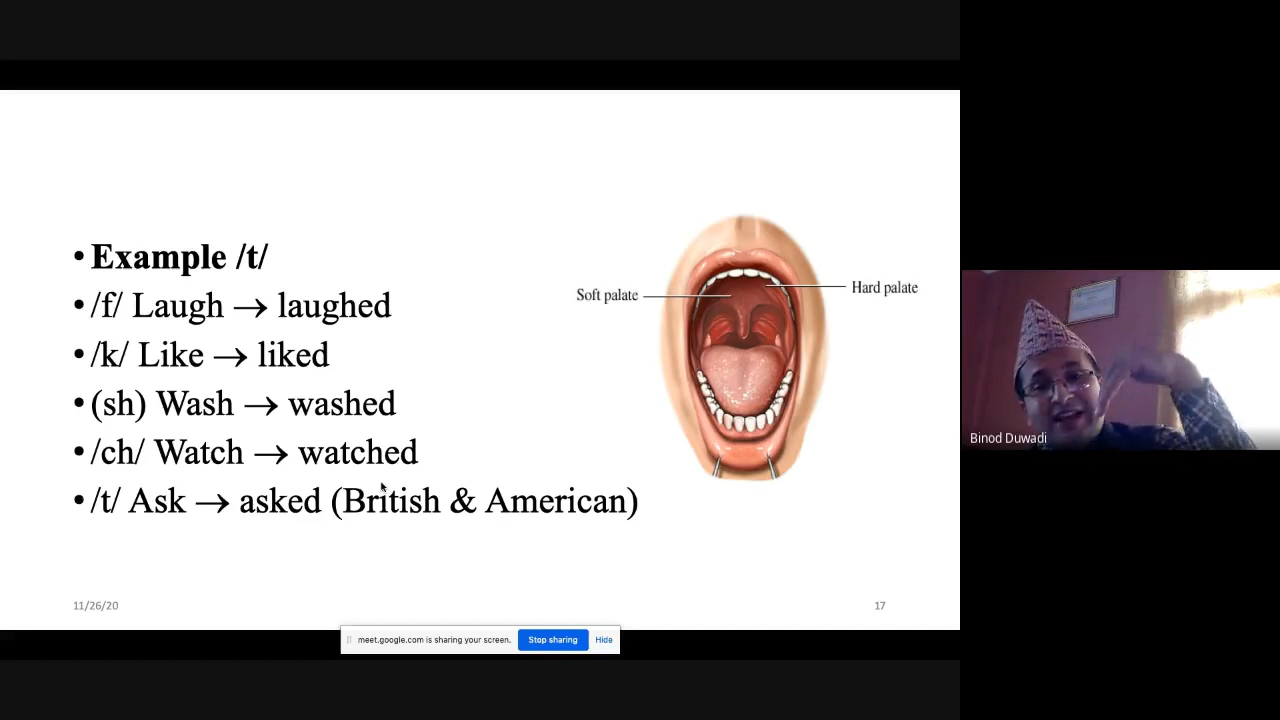 • Example /t/
• /f/ Laugh → laughed
• /k/ Like → liked
• (sh) Wash → washed
• /ch/ Watch → watched
• /t/ Ask → asked (British & American)
Soft palate
Hard palate
11/26/20
17
meet.google.com is sharing your screen.
Stop sharing
Hide
Binod Duwadi